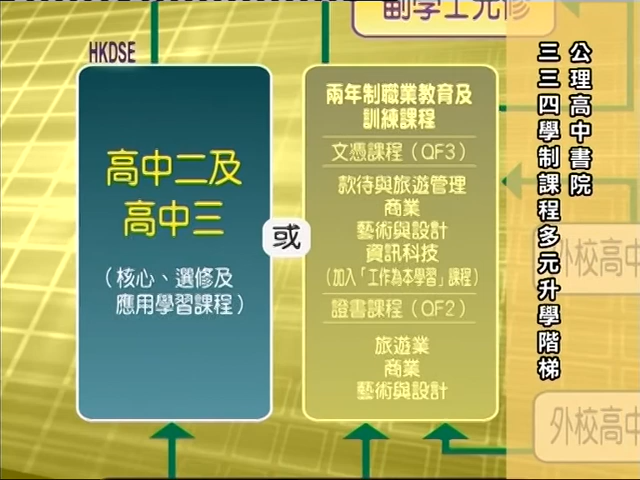 HKDSE
高中二及
高中三
（核心、選修及
應用學習課程）
或
兩年制職業教育及
訓練課程
文憑課程（QF3）
款待與旅遊管理
商業
藝術與設計
資訊科技
（加入「工作為本學習」課程）
證書課程（QF2）
旅遊業
商業
藝術與設計
公理高中書院
三三四學制課程多元升學階梯
外校高中
外校高中